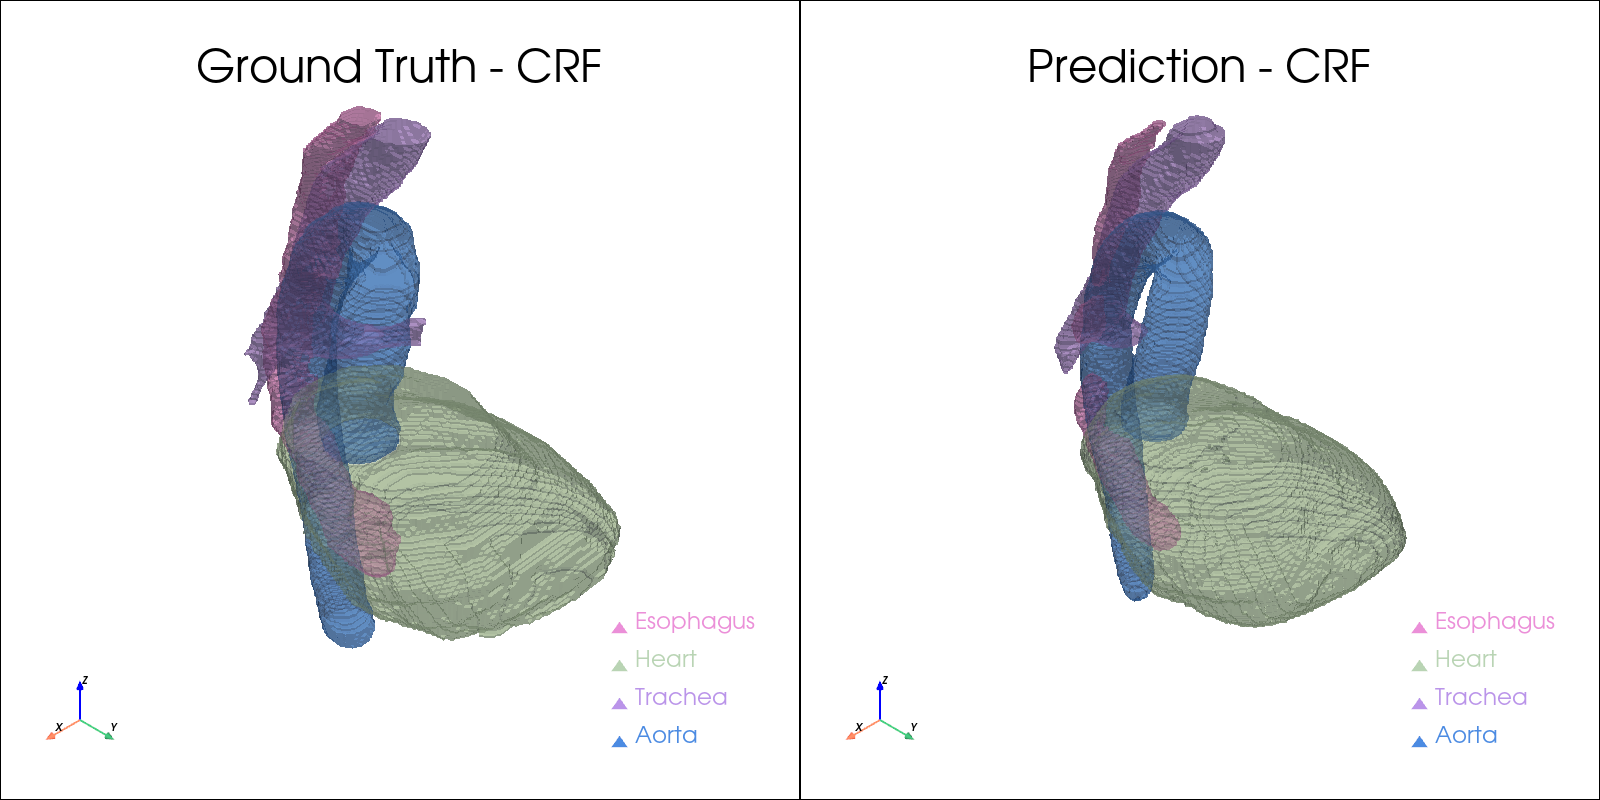 Ground Truth - CRF
Esophagus
Heart
Trachea
Aorta
Z
X
Y
Prediction - CRF
Esophagus
Heart
Trachea
Aorta
Z
X
Y